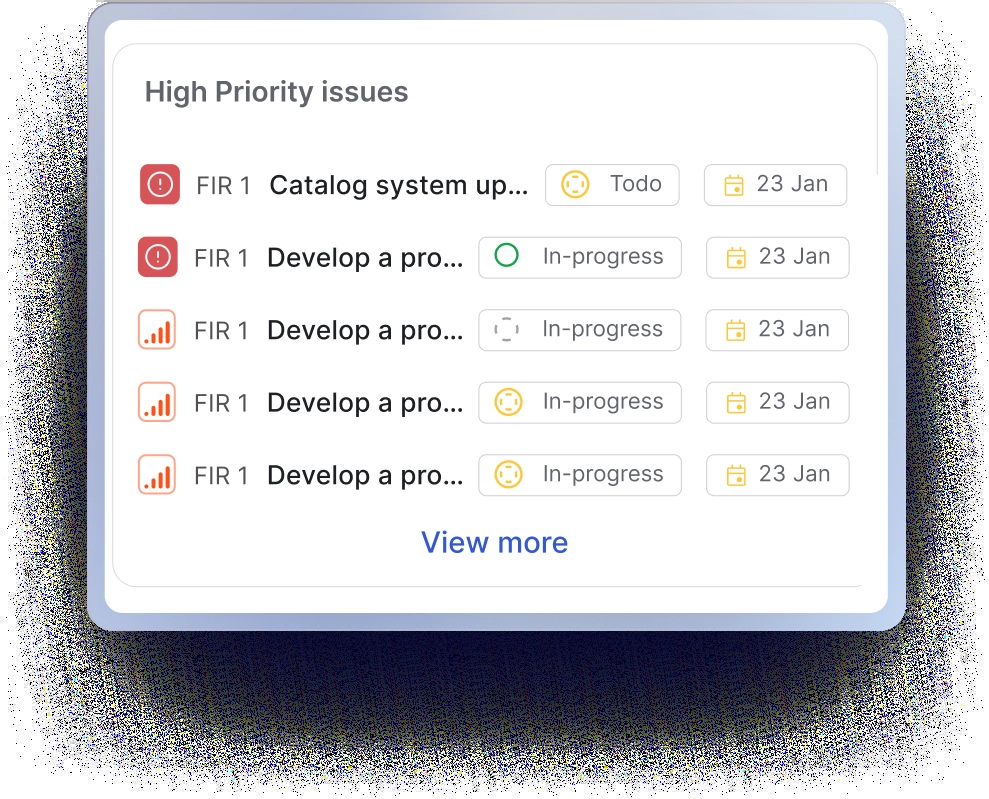 High Priority issues
FIR 1 Catalog system up... Todo 23 Jan
FIR 1 Develop a pro... In-progress 23 Jan
FIR 1 Develop a pro... In-progress 23 Jan
FIR 1 Develop a pro... In-progress 23 Jan
FIR 1 Develop a pro... In-progress 23 Jan
View more